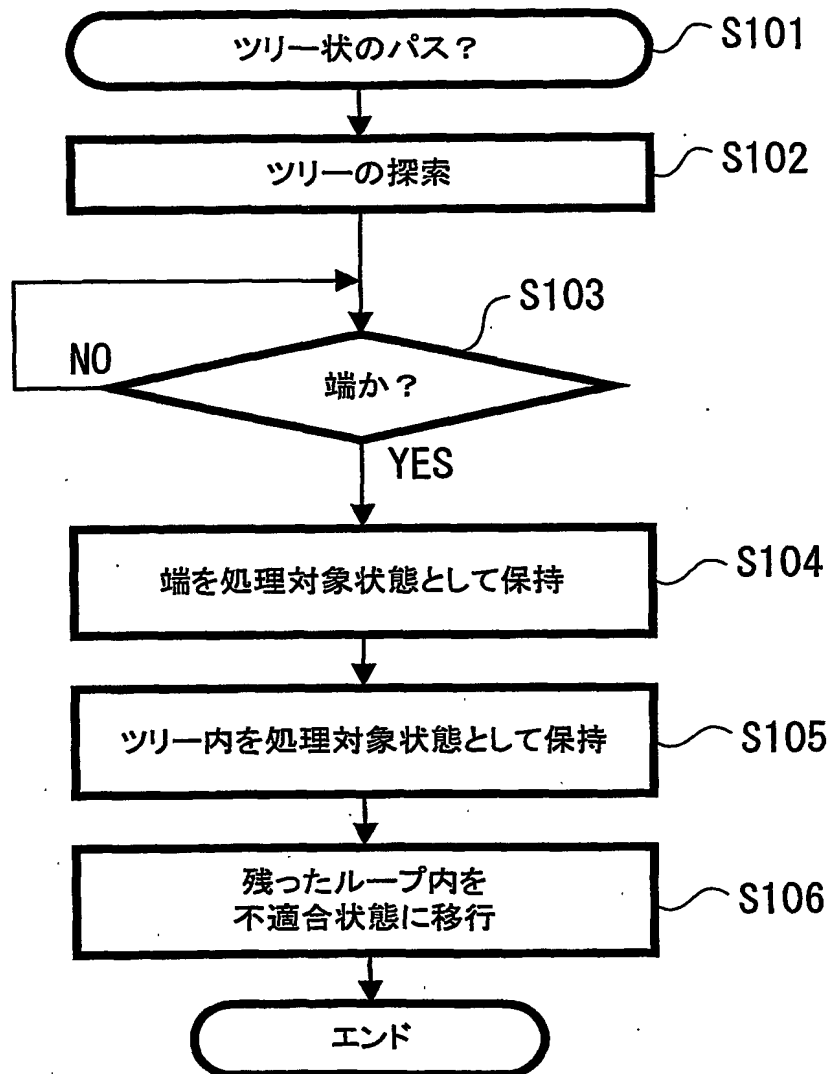 ツリー状のパス?
S101
ツリーの探索
S102
S103
NO
端か?
YES
端を処理対象状態として保持
S104
ツリー内を処理対象状態として保持
S105
残ったループ内を
不適合状態に移行
S106
エンド